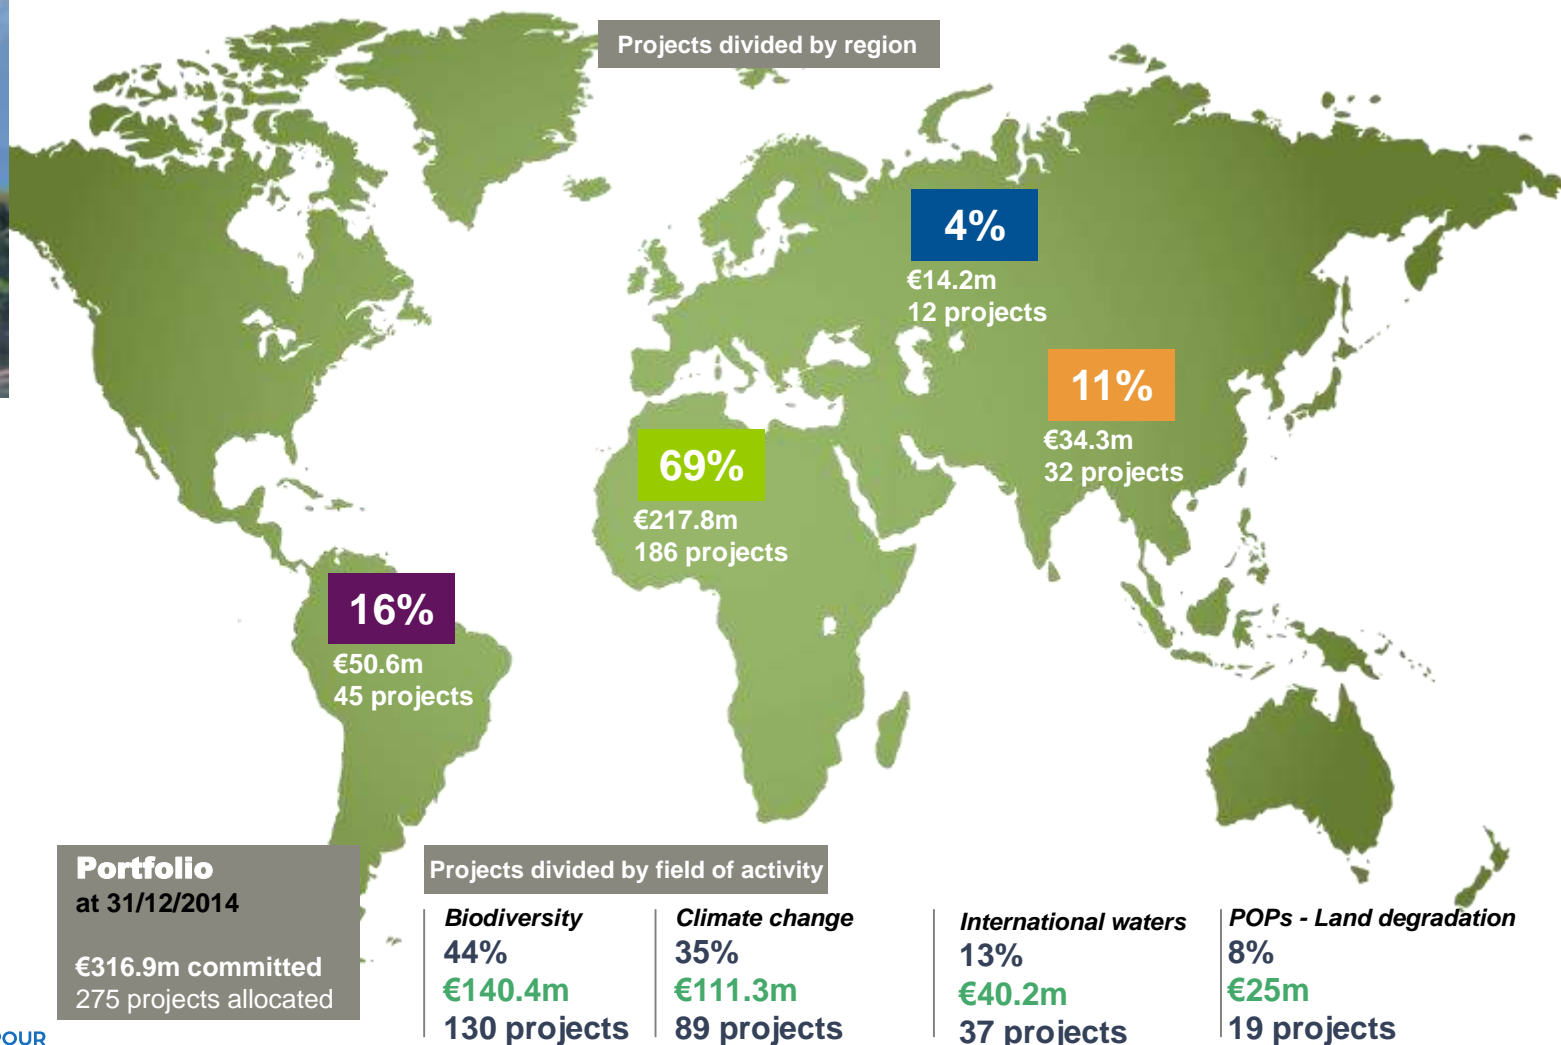 Projects divided by region
4%
€14.2m
12 projects
11%
€34.3m
32 projects
69%
€217.8m
186 projects
16%
€50.6m
45 projects
Portfolio
at 31/12/2014
€316.9m committed
275 projects allocated
Projects divided by field of activity
Biodiversity
44%
€140.4m
130 projects
Climate change
35%
€111.3m
89 projects
International waters
13%
€40.2m
37 projects
POPs - Land degradation
8%
€25m
19 projects
POUR